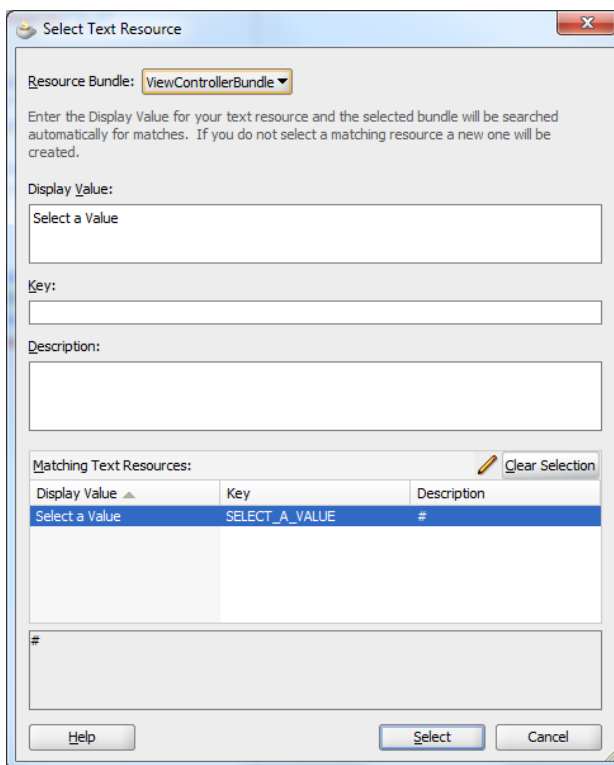 Select Text Resource
Resource Bundle: ViewControllerBundle
Enter the Display Value for your text resource and the selected bundle will be searched
automatically for matches. If you do not select a matching resource a new one will be
created.
Display Value:
Select a Value
Key:
Description:
Matching Text Resources: Clear Selection
Display Value Key Description
Select a Value SELECT_A_VALUE #
#
Help Select Cancel